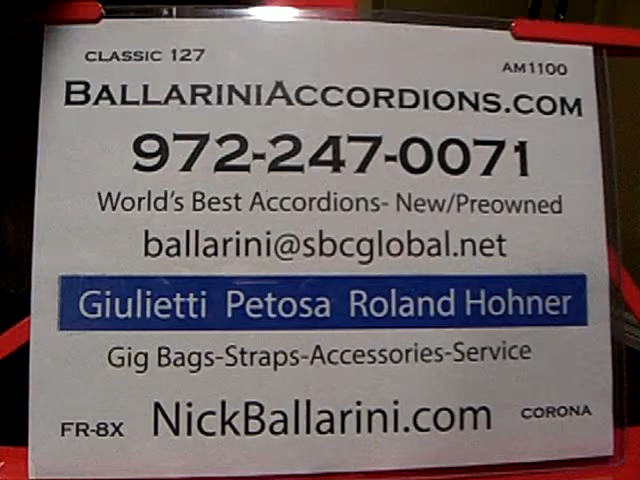 CLASSIC 127 AM1100
BALLARINIACCORDIONS.COM
972-247-0071
World's Best Accordions- New/Preowned
ballarini@sbcglobal.net
Giulietti Petosa Roland Hohner
Gig Bags-Straps-Accessories-Service
FR-8X NickBallarini.com CORONA